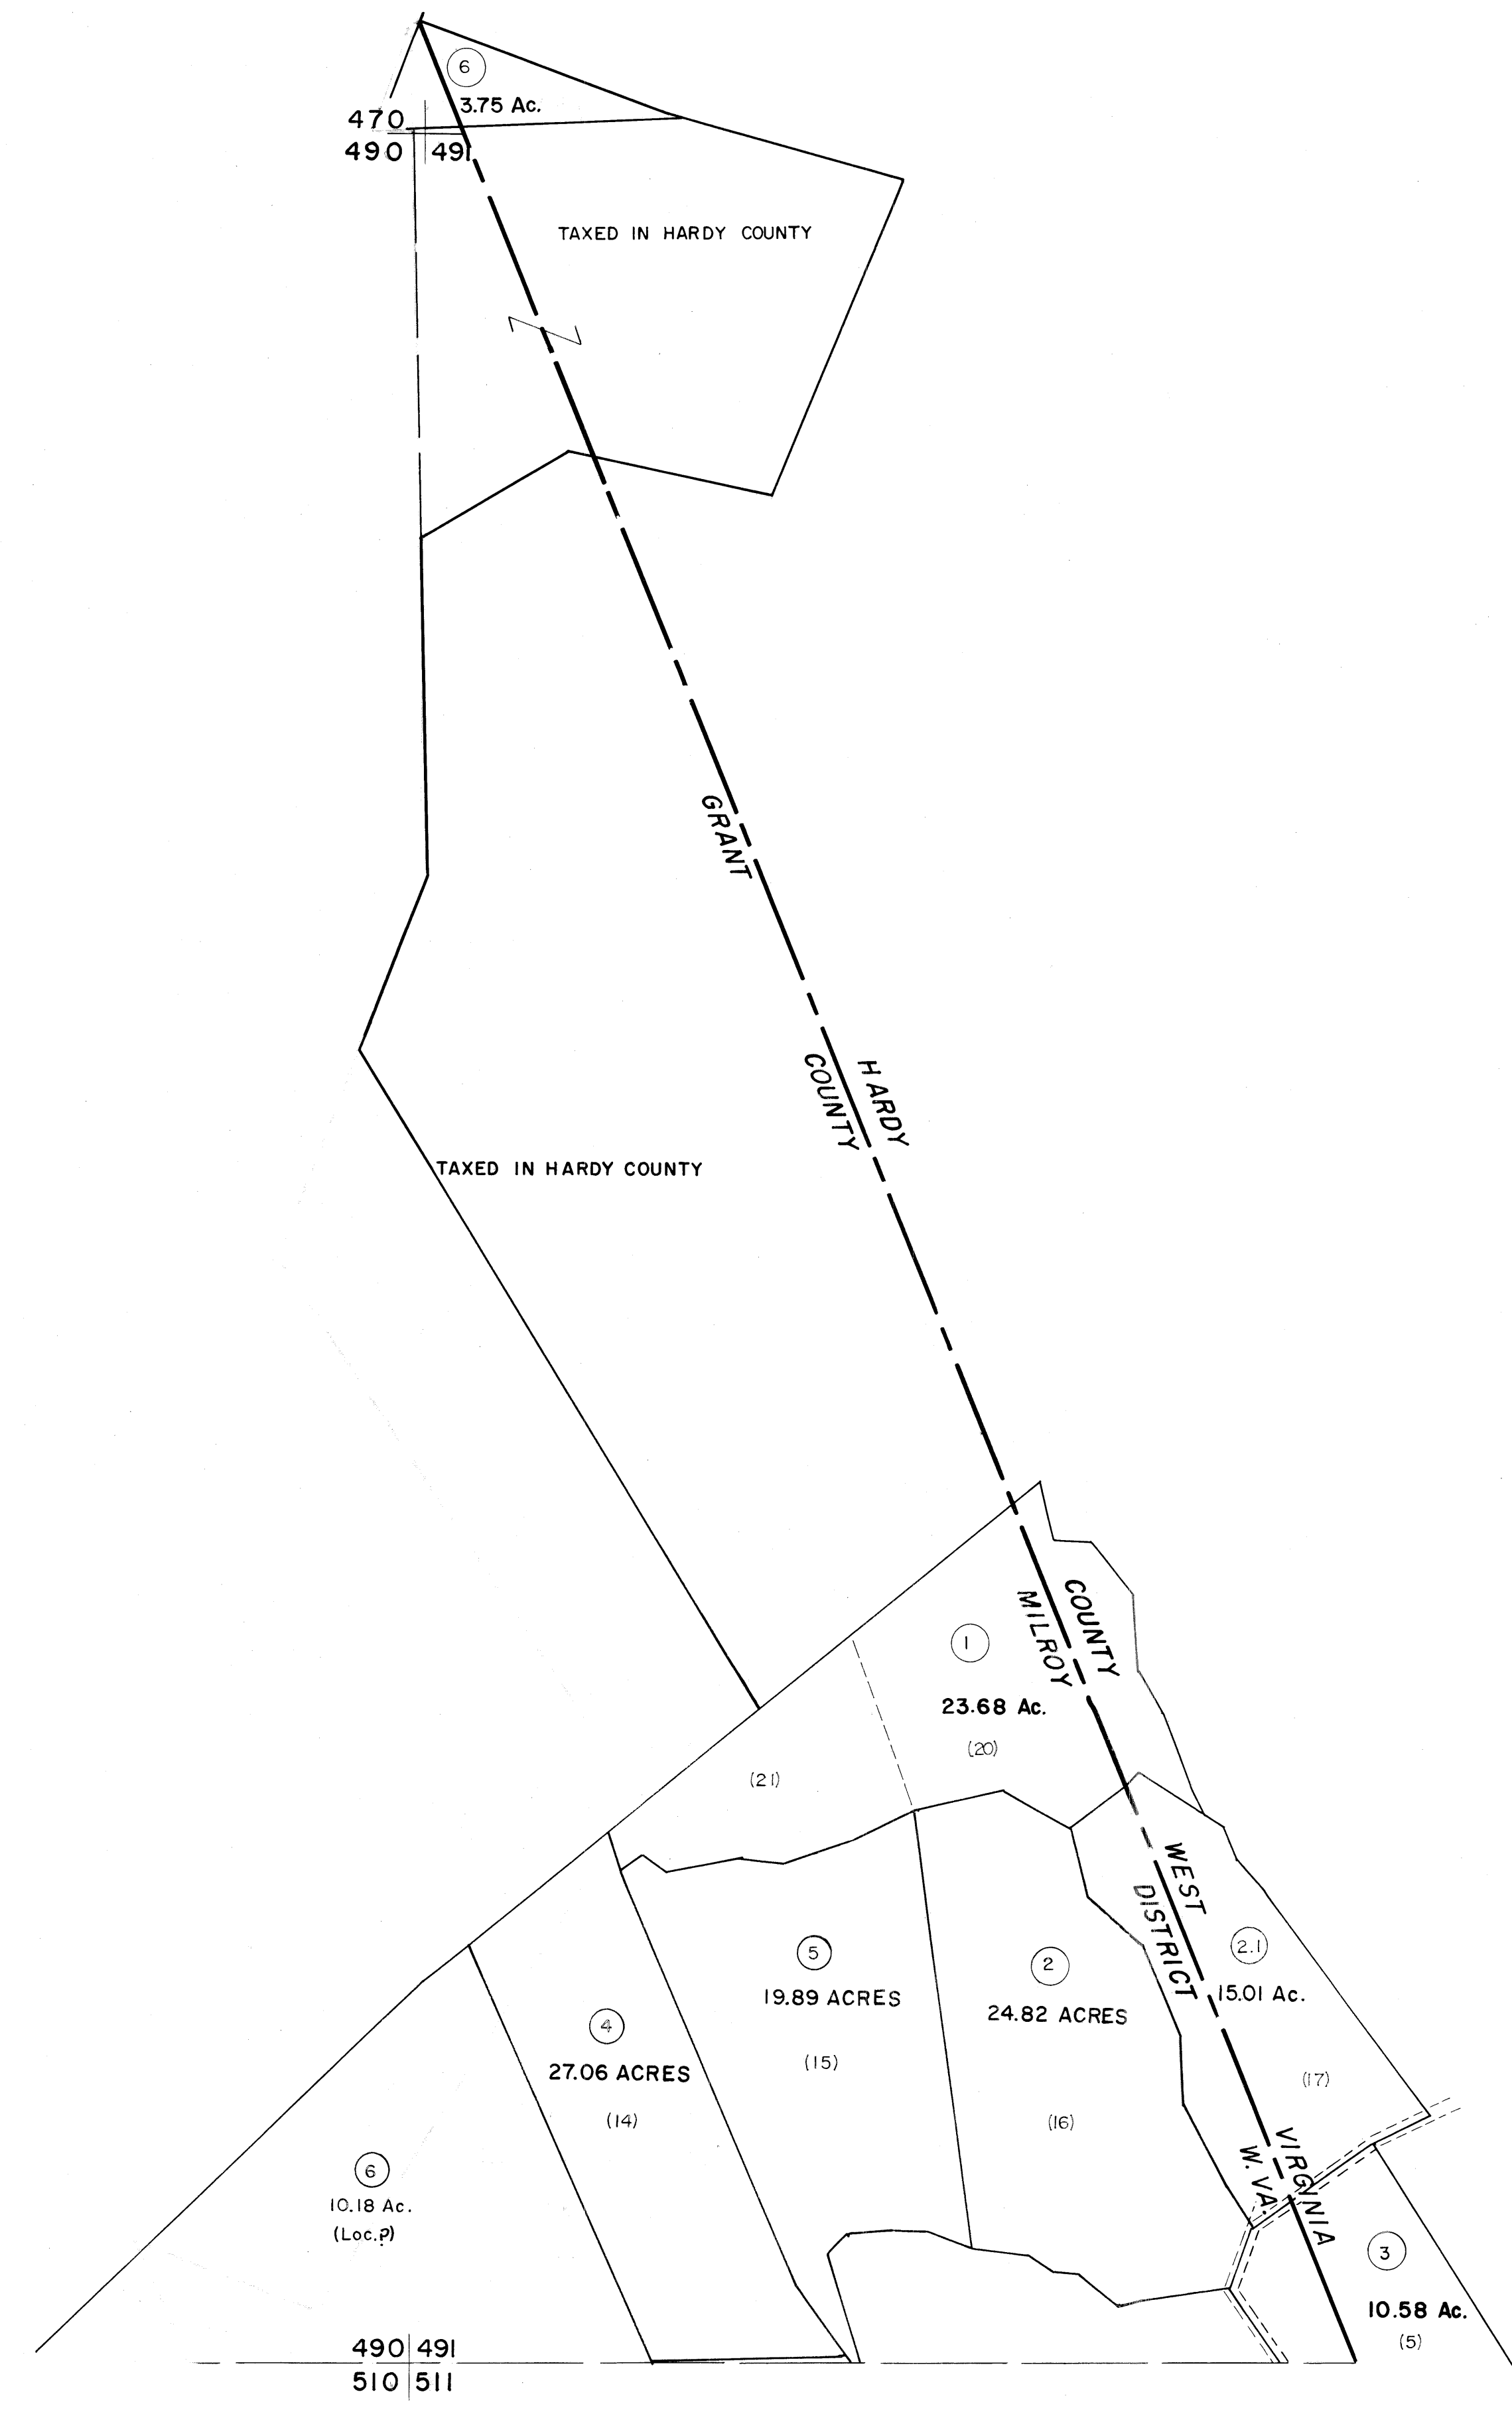 6
3.75 Ac.
470
490 491
TAXED IN HARDY COUNTY
GRANT
HARDY
COUNTY
TAXED IN HARDY COUNTY
COUNTY
MILROY
1
23.68 Ac.
(20)
(21)
WEST
DISTRICT
2.1
15.01 Ac.
(17)
5
19.89 ACRES
(15)
2
24.82 ACRES
(16)
4
27.06 ACRES
(14)
VIRGINIA
W. VA.
6
10.18 Ac.
(Loc.?)
3
10.58 Ac.
(5)
490 491
510 511